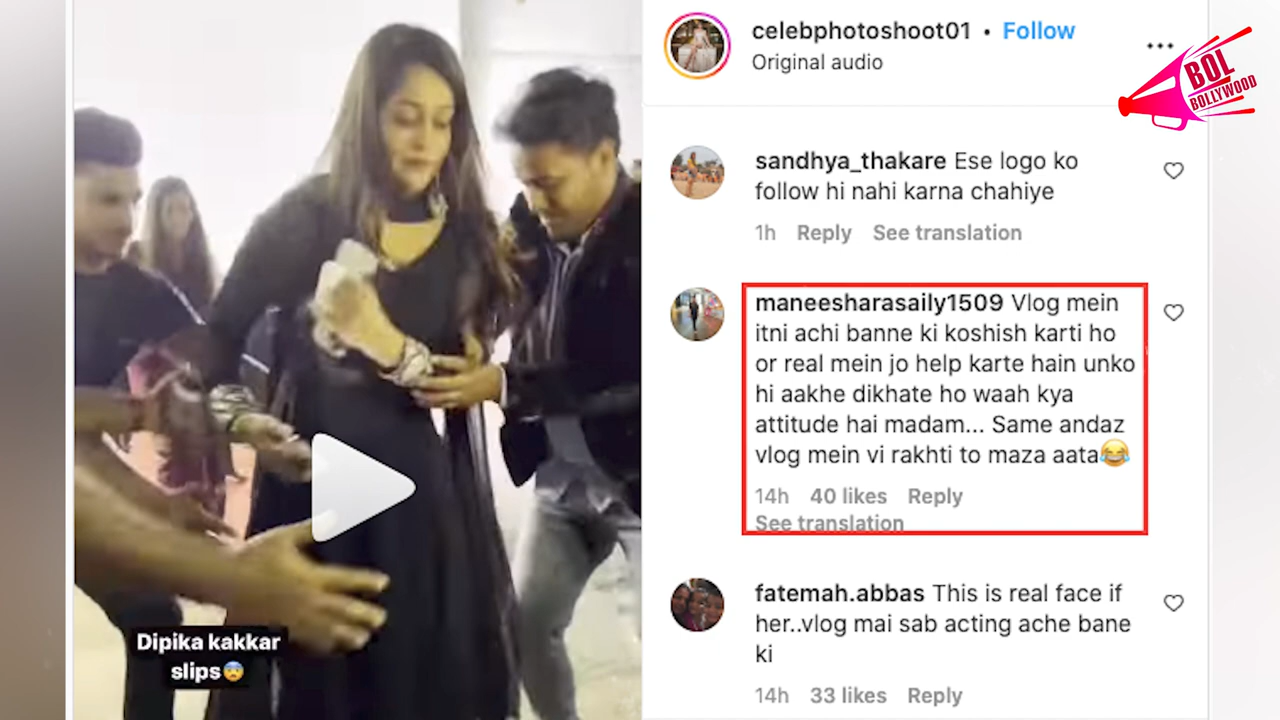 celebphotoshoot01 • Follow
Original audio
BOL
BOLLYWOOD
sandhya_thakare Ese logo ko
follow hi nahi karna chahiye
1h Reply See translation
maneesharasaily1509 Vlog mein
itni achi banne ki koshish karti ho
or real mein jo help karte hain unko
hi aakhe dikhate ho waah kya
attitude hai madam... Same andaz
vlog mein vi rakhti to maza aata😂
14h 40 likes Reply
See translation
fatemah.abbas This is real face if
her..vlog mai sab acting ache bane
ki
14h 33 likes Reply
Dipika kakkar
slips😨